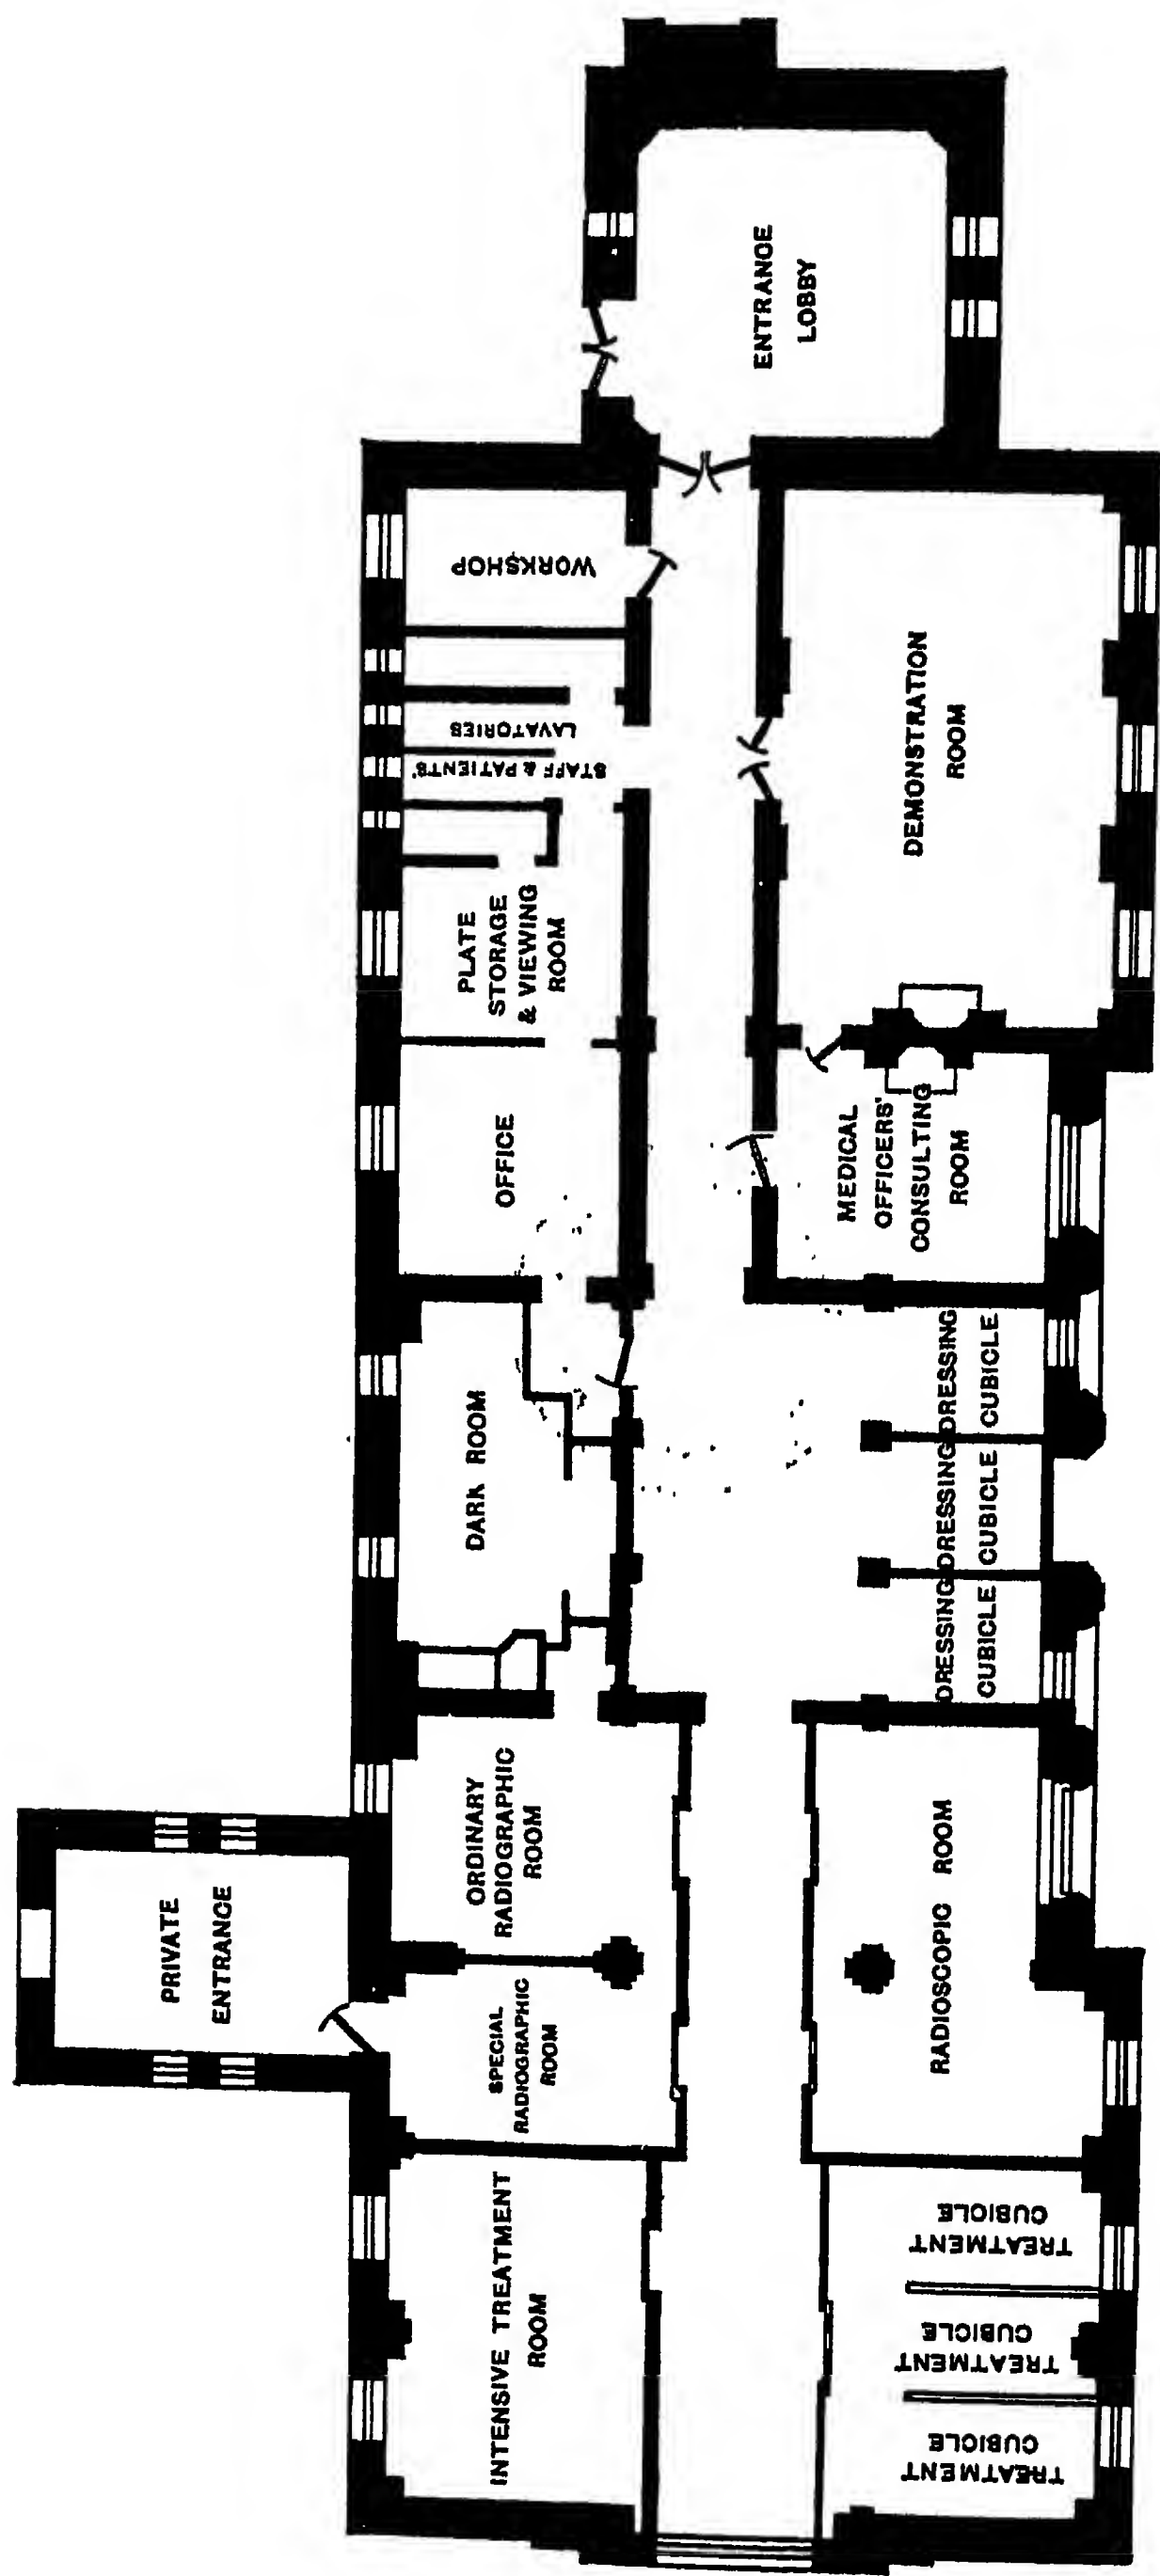 ENTRANCE
LOBBY
WORKSHOP
STAFF & PATIENTS'
LAVATORIES
DEMONSTRATION
ROOM
PLATE
STORAGE
& VIEWING
ROOM
OFFICE
MEDICAL
OFFICERS'
CONSULTING
ROOM
DARK ROOM
DRESSING
CUBICLE
DRESSING
CUBICLE
DRESSING
CUBICLE
PRIVATE
ENTRANCE
ORDINARY
RADIOGRAPHIC
ROOM
SPECIAL
RADIOGRAPHIC
ROOM
RADIOSCOPIC ROOM
INTENSIVE TREATMENT
ROOM
TREATMENT
CUBICLE
TREATMENT
CUBICLE
TREATMENT
CUBICLE